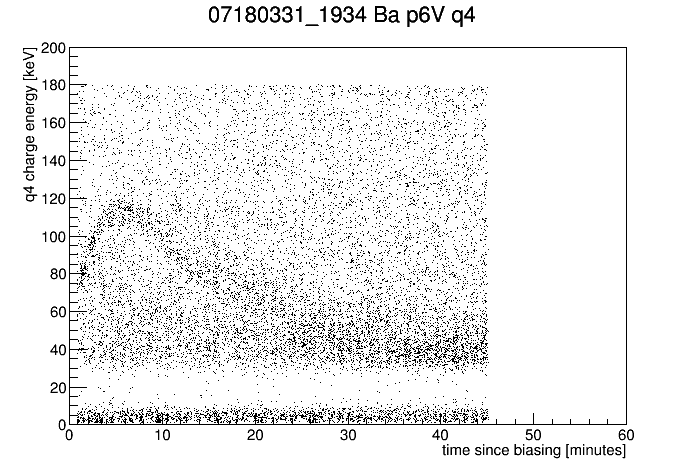 07180331_1934 Ba p6V q4
q4 charge energy [keV]
200
180
160
140
120
100
80
60
40
20
0
0 10 20 30 40 50 60
time since biasing [minutes]